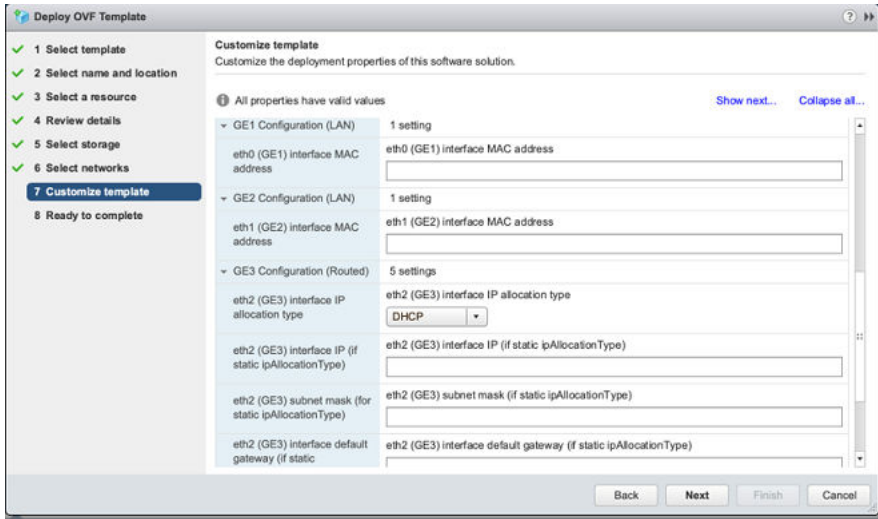 Deploy OVF Template
1 Select template
2 Select name and location
3 Select a resource
4 Review details
5 Select storage
6 Select networks
7 Customize template
8 Ready to complete
Customize template
Customize the deployment properties of this software solution.
All properties have valid values
Show next...
Collapse all...
GE1 Configuration (LAN)
1 setting
eth0 (GE1) interface MAC
address
eth0 (GE1) interface MAC address
GE2 Configuration (LAN)
1 setting
eth1 (GE2) interface MAC
address
eth1 (GE2) interface MAC address
GE3 Configuration (Routed)
5 settings
eth2 (GE3) interface IP
allocation type
eth2 (GE3) interface IP allocation type
DHCP
eth2 (GE3) interface IP (if
static ipAllocationType)
eth2 (GE3) interface IP (if static ipAllocationType)
eth2 (GE3) subnet mask (for
static ipAllocationType)
eth2 (GE3) subnet mask (if static ipAllocationType)
eth2 (GE3) interface default
gateway (if static
eth2 (GE3) interface default gateway (if static ipAllocationType)
Back
Next
Finish
Cancel